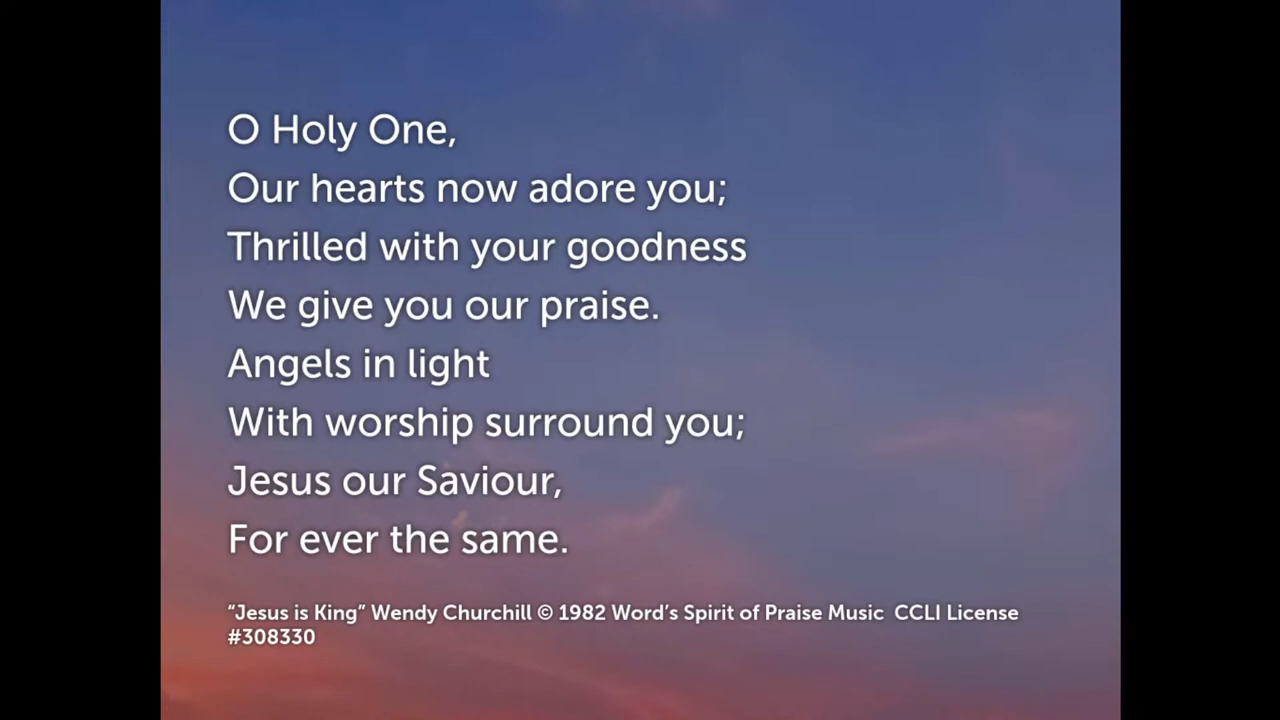 O Holy One,
Our hearts now adore you;
Thrilled with your goodness
We give you our praise.
Angels in light
With worship surround you;
Jesus our Saviour,
For ever the same.
“Jesus is King” Wendy Churchill © 1982 Word’s Spirit of Praise Music  CCLI License
#308330